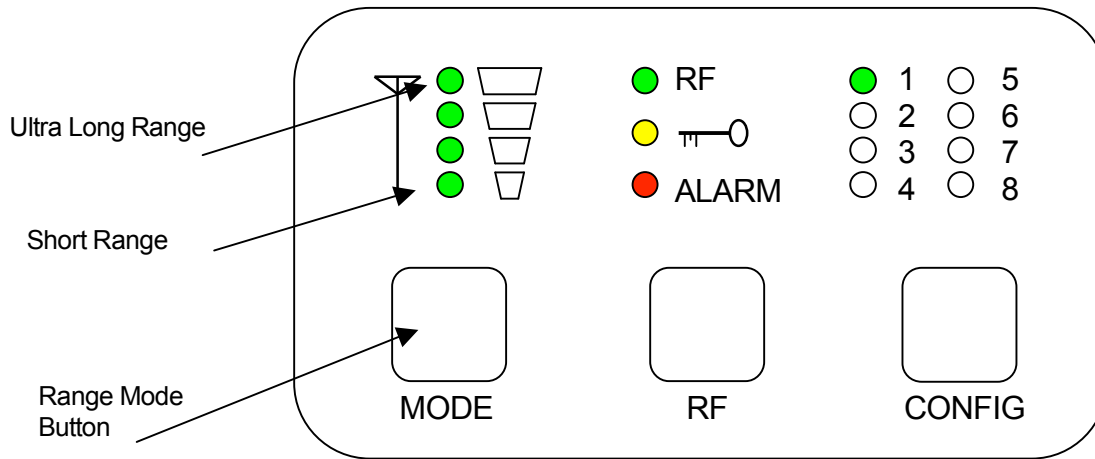 Ultra Long Range
Short Range
Range Mode
Button
RF
ALARM
1 5
2 6
3 7
4 8
MODE
RF
CONFIG